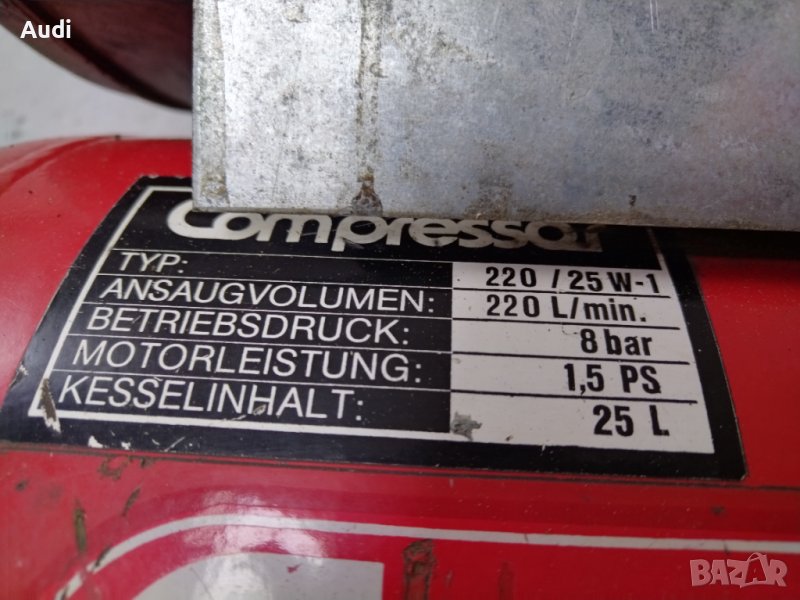 Audi
Compressor
TYP: 220 / 25 W-1
ANSAUGVOLUMEN: 220 L/min.
BETRIEBSDRUCK: 8 bar
MOTORLEISTUNG: 1,5 PS
KESSELINHALT: 25 L
BAZAR